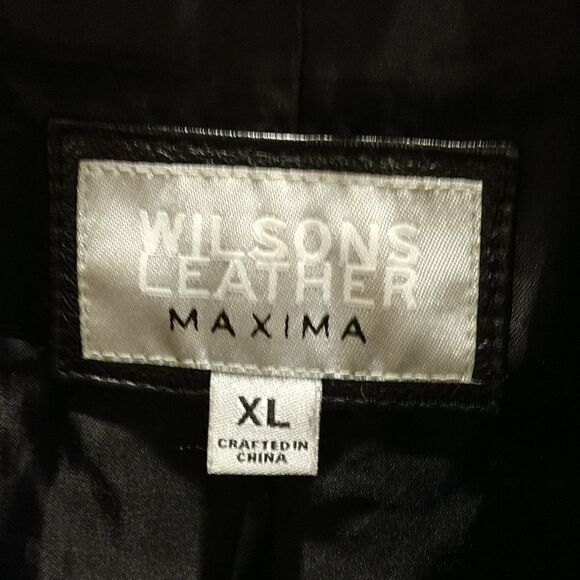 WILSONS
LEATHER
MAXIMA
XL
CRAFTED IN
CHINA